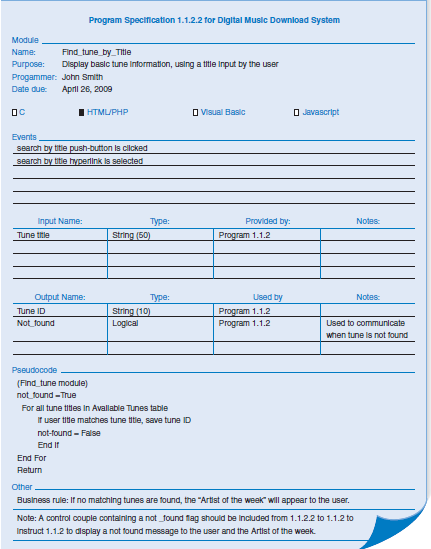 Program Specification 1.1.2.2 for Digital Music Download System
Module
Name: Find_tune_by_Title
Purpose: Display basic tune information, using a title input by the user
Progammer: John Smith
Date due: April 26, 2009
C HTML/PHP Visual Basic Javascript
Events
search by title push-button is clicked
search by title hyperlink is selected
Input Name: Type: Provided by: Notes:
Tune title String (50) Program 1.1.2
Output Name: Type: Used by Notes:
Tune ID String (10) Program 1.1.2
Not_found Logical Program 1.1.2 Used to communicate
when tune is not found
Pseudocode
(Find_tune module)
not_found =True
For all tune titles in Available Tunes table
If user title matches tune title, save tune ID
not-found = False
End If
End For
Return
Other
Business rule: If no matching tunes are found, the “Artist of the week” will appear to the user.
Note: A control couple containing a not _found flag should be included from 1.1.2.2 to 1.1.2 to
instruct 1.1.2 to display a not found message to the user and the Artist of the week.